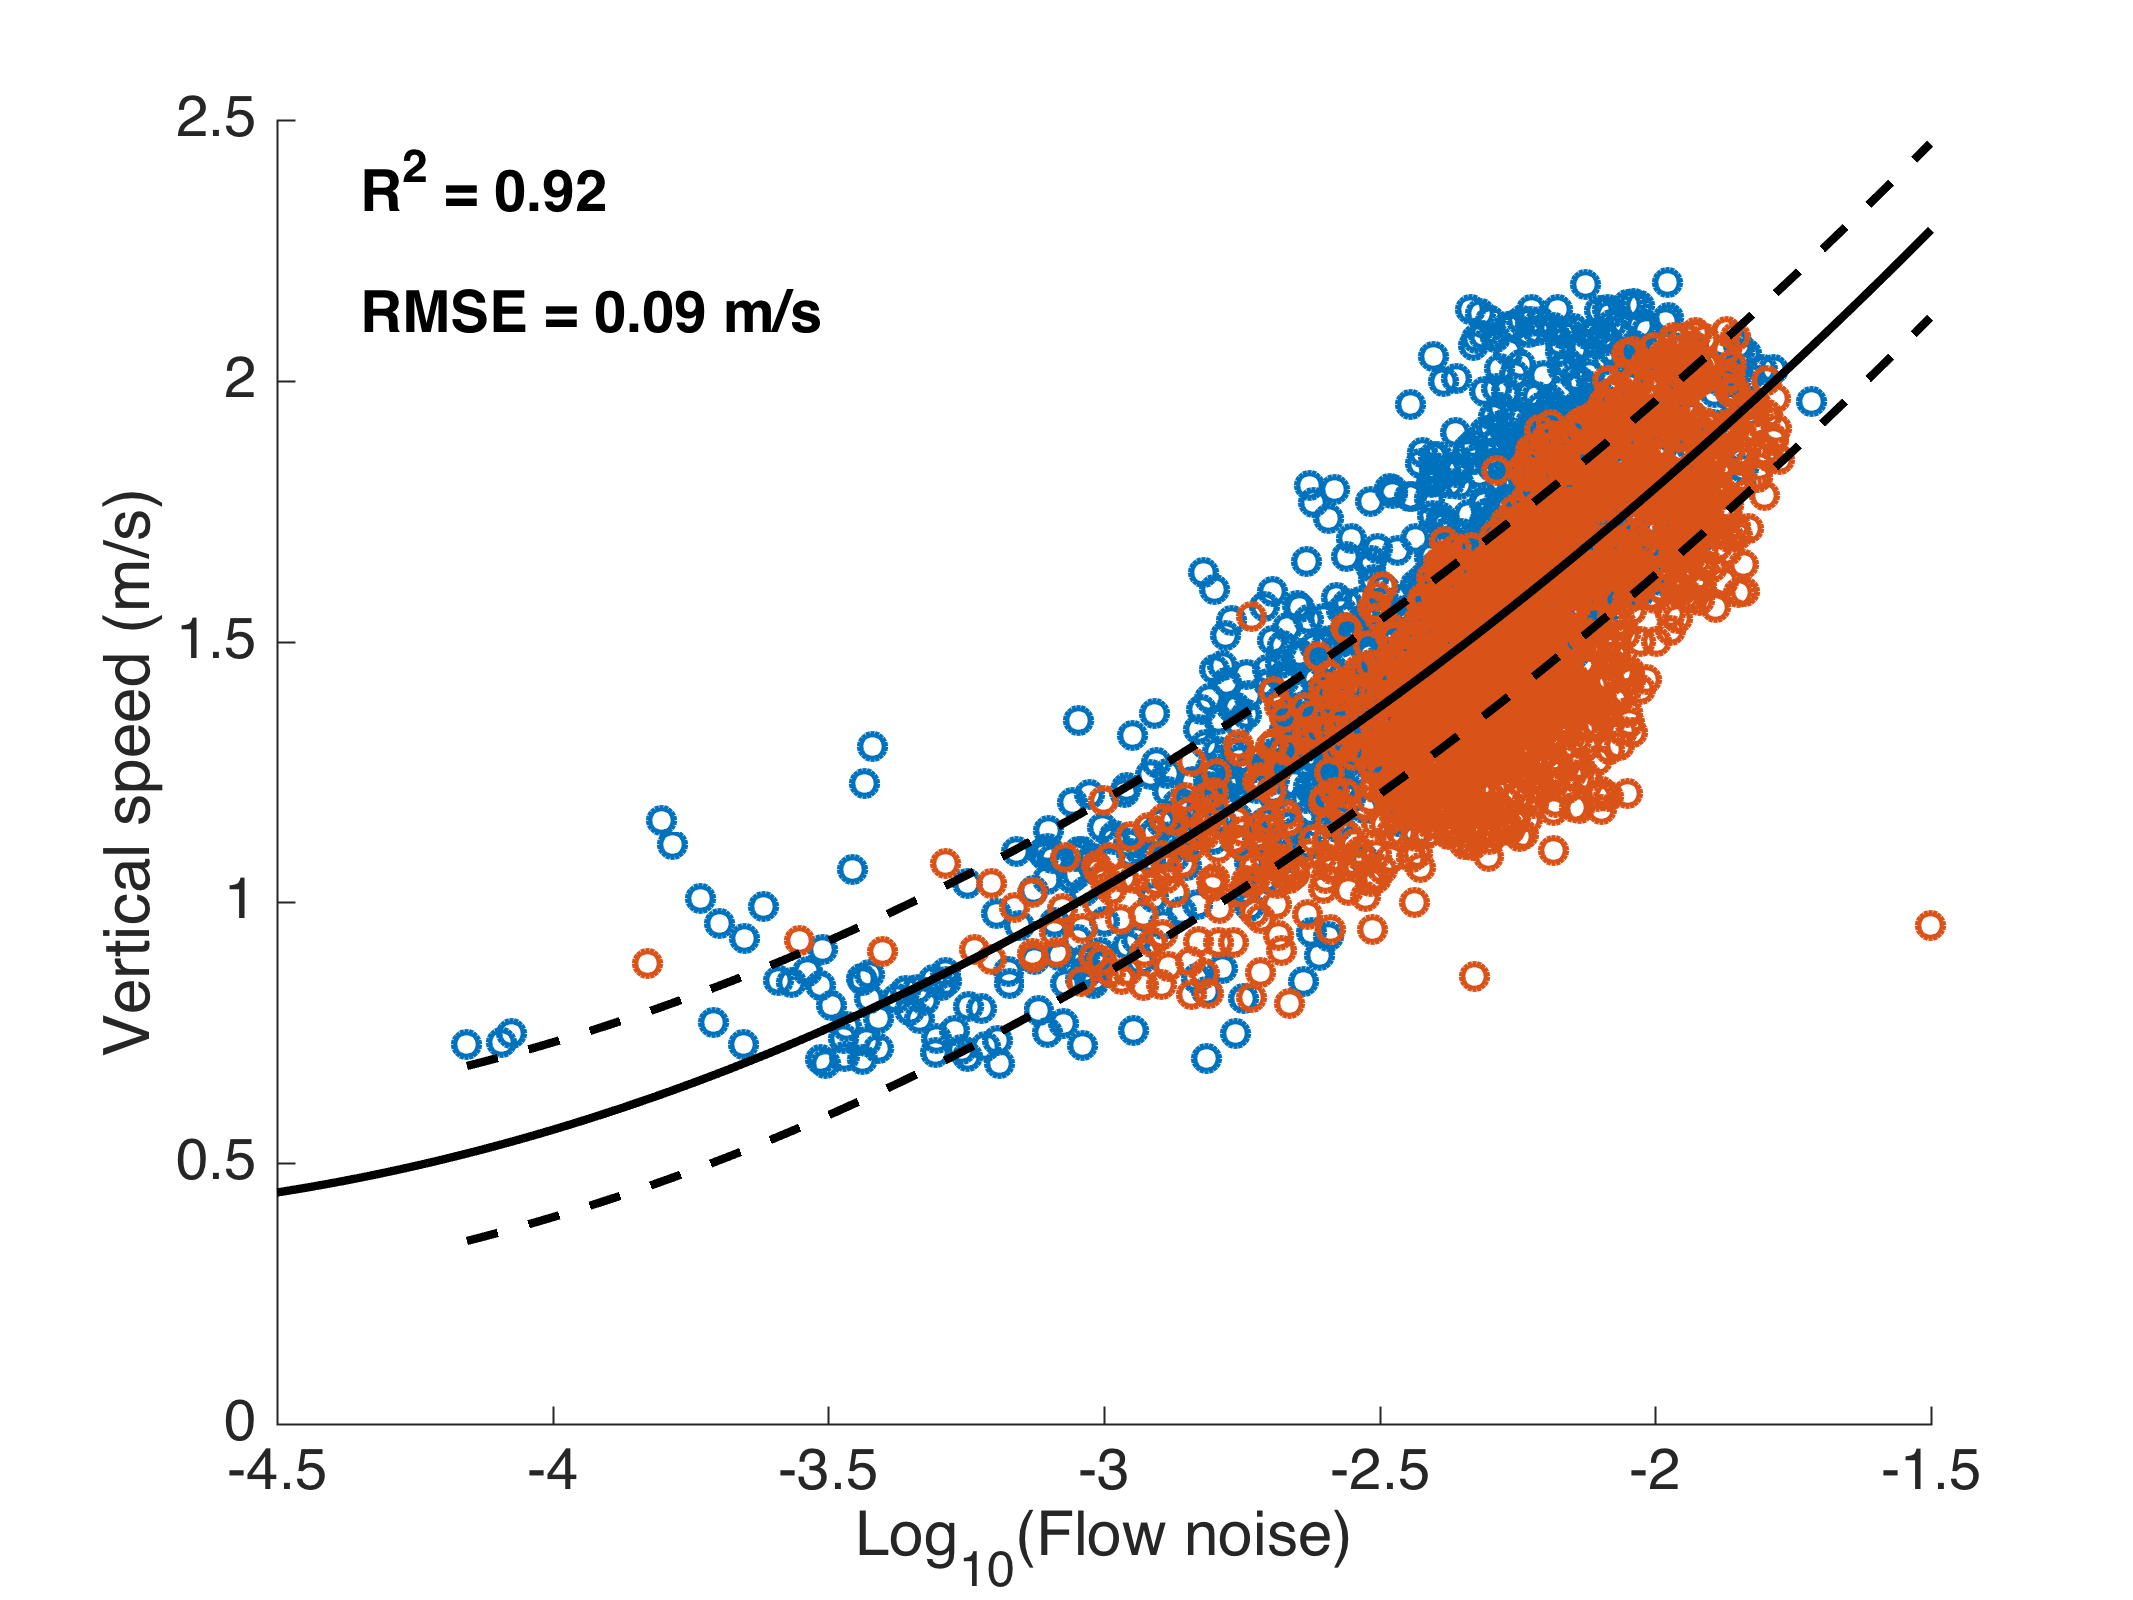 R² = 0.92
RMSE = 0.09 m/s
Vertical speed (m/s)
2.5
2
1.5
1
0.5
0
-4.5 -4 -3.5 -3 -2.5 -2 -1.5
Log₁₀(Flow noise)